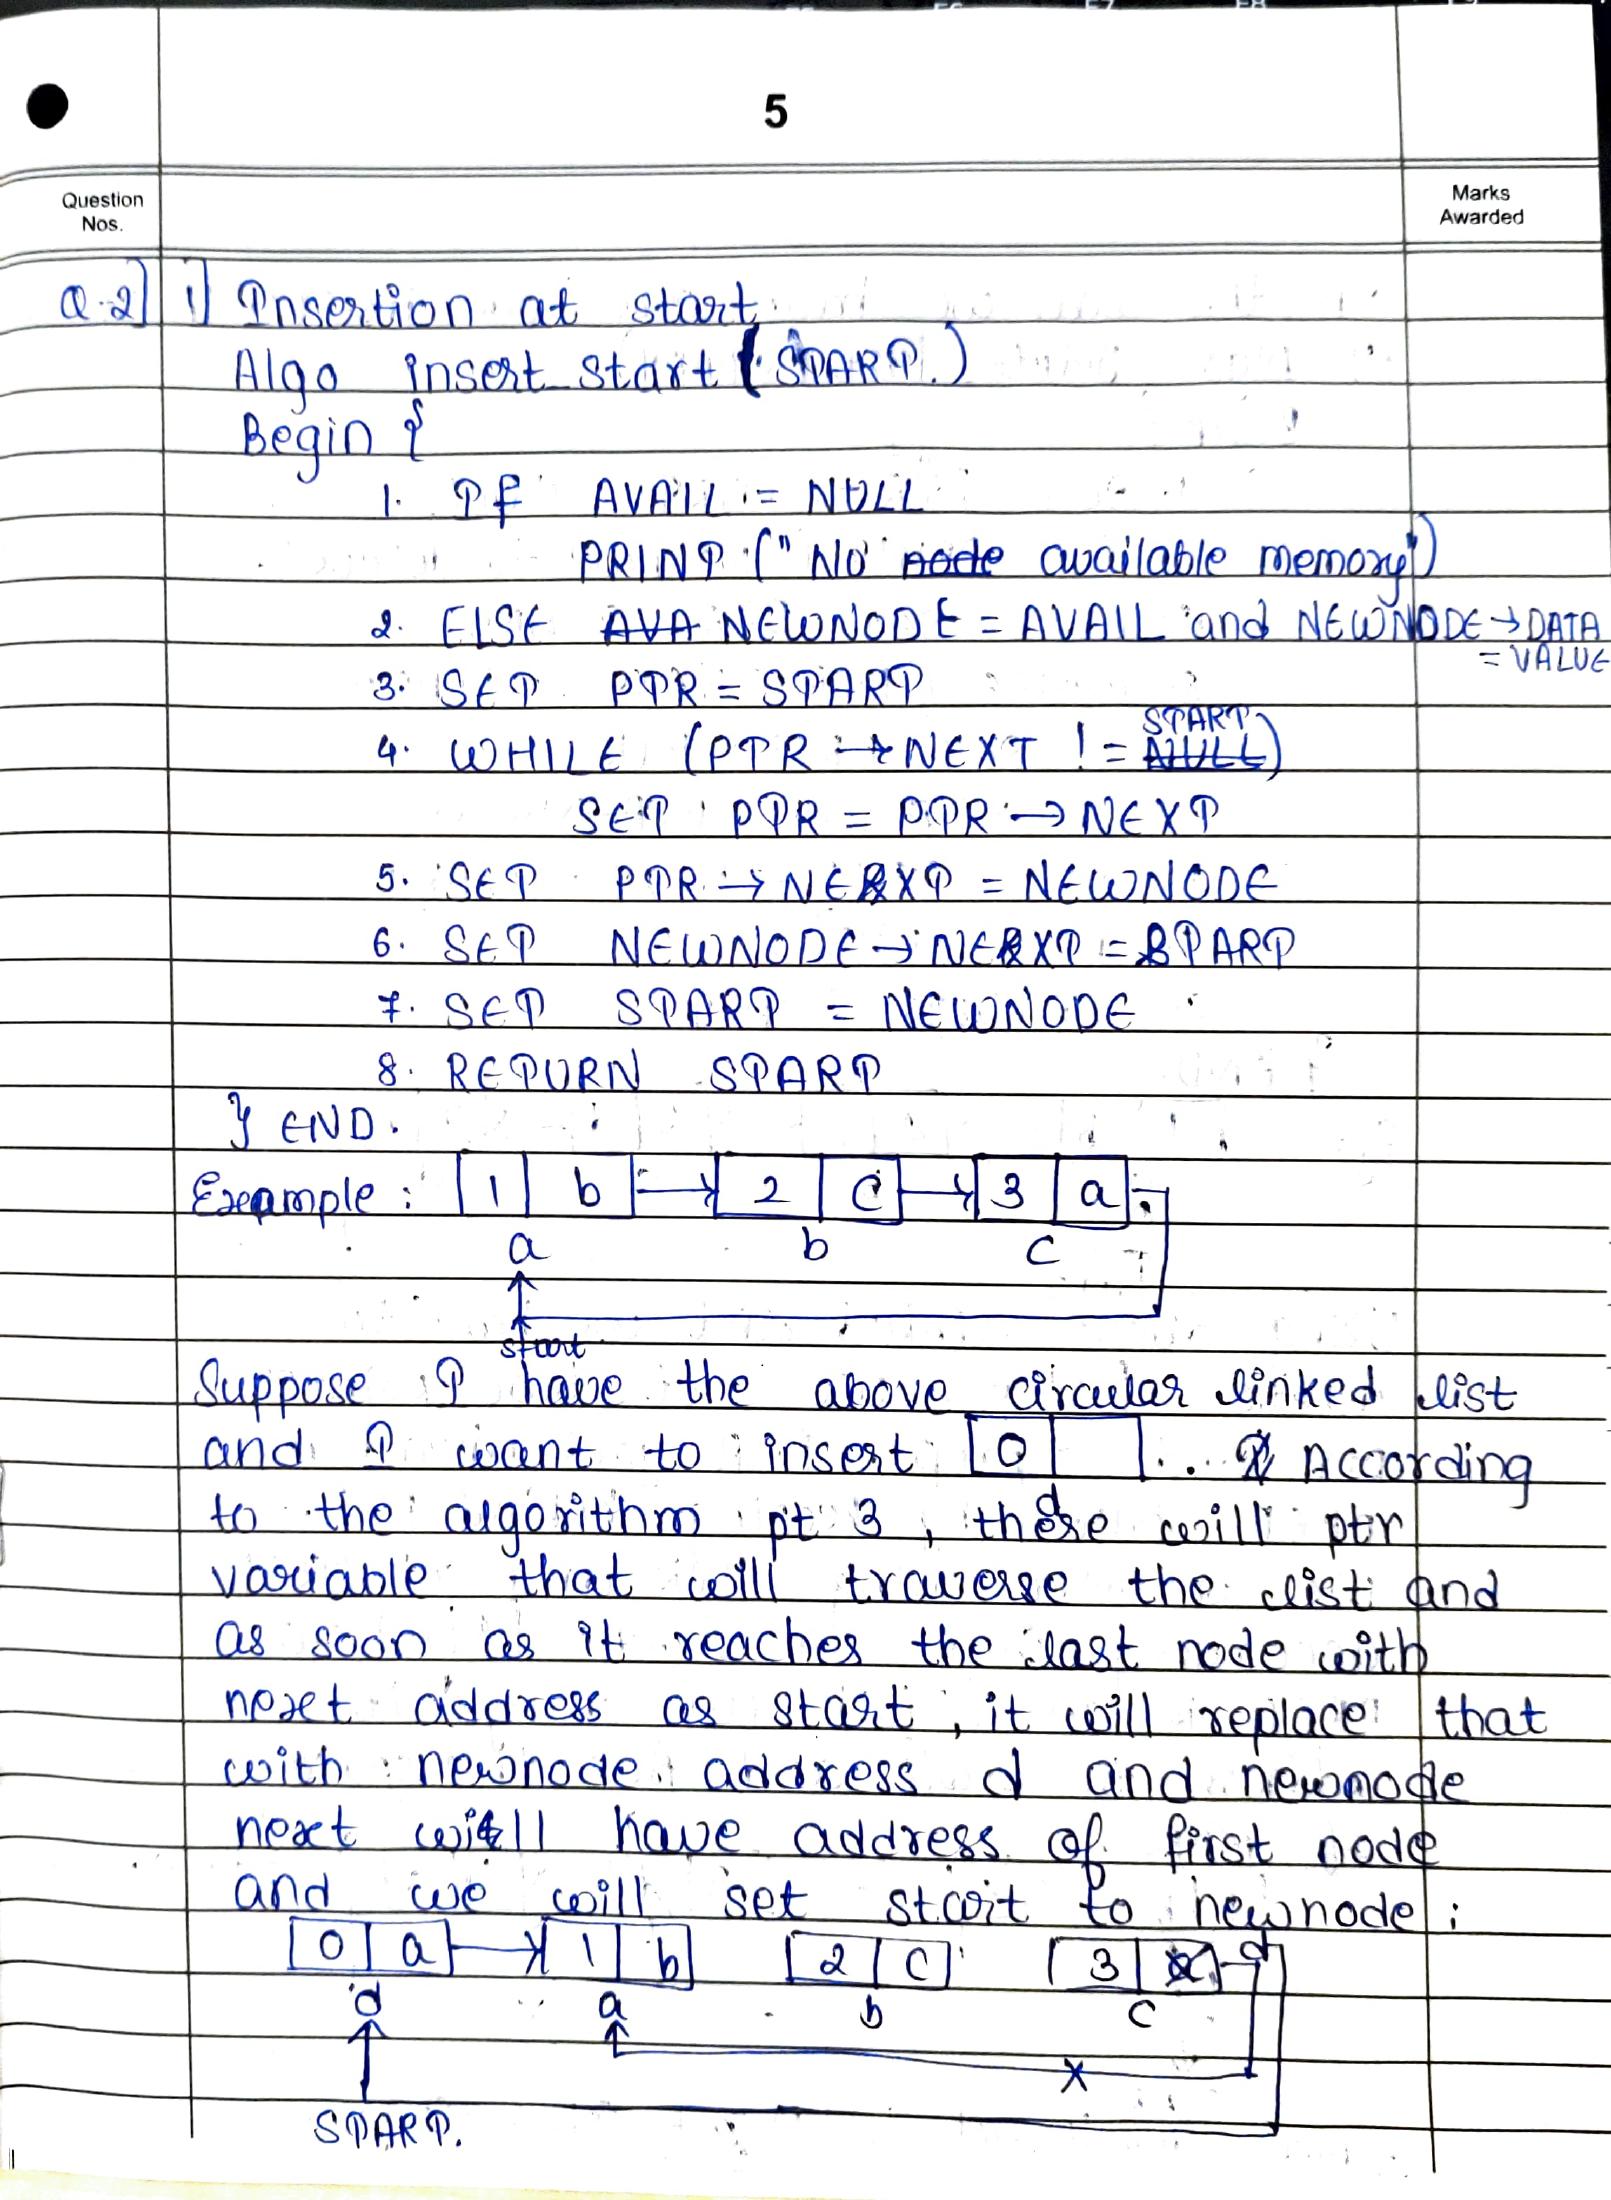 5
Question Nos.
Marks Awarded
Q.2] 1] Insertion at start
Algo insert start (START)
Begin {
1. If AVAIL = NULL
PRINT ("No node available memory")
2. ELSE AVA NEWNODE = AVAIL and NEWNODE → DATA = VALUE
3. SET PTR = START
4. WHILE (PTR → NEXT != NULL START)
SET PTR = PTR → NEXT
5. SET PTR → NEXT = NEWNODE
6. SET NEWNODE → NEXT = START
7. SET START = NEWNODE
8. RETURN START
} END.
Example : 1 b → 2 C → 3 a
a b c
start
Suppose I have the above circular linked list
and I want to insert 0 . . According
d
to the algorithm pt 3, there will ptr
variable that will traverse the list and
as soon as it reaches the last node with
next address as start, it will replace that
with newnode address d and newnode
next will have address of first node
and we will set start to newnode :
0 a → 1 b 2 C 3 d
d a b c
x
START.